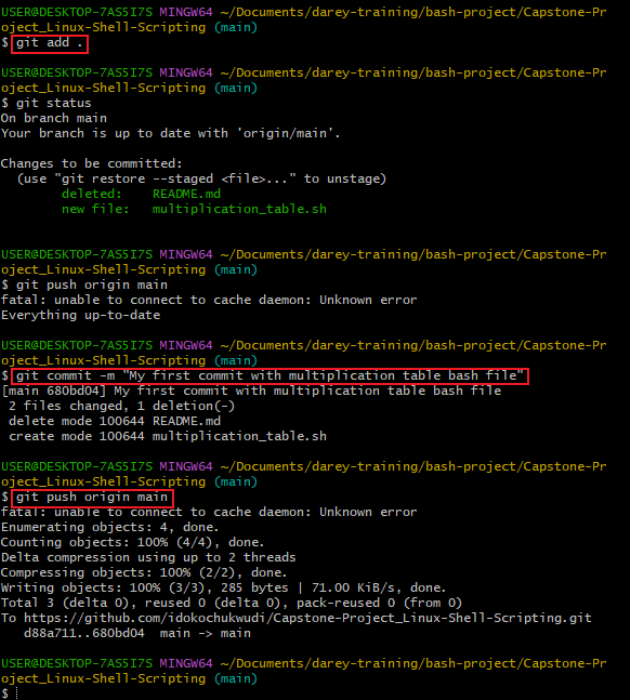 USER@DESKTOP-7AS5I7S MINGW64 ~/Documents/darey-training/bash-project/Capstone-Pr
oject_Linux-Shell-Scripting (main)
$ git add .
USER@DESKTOP-7AS5I7S MINGW64 ~/Documents/darey-training/bash-project/Capstone-Pr
oject_Linux-Shell-Scripting (main)
$ git status
On branch main
Your branch is up to date with 'origin/main'.
Changes to be committed:
  (use "git restore --staged <file>..." to unstage)
        deleted:    README.md
        new file:   multiplication_table.sh
USER@DESKTOP-7AS5I7S MINGW64 ~/Documents/darey-training/bash-project/Capstone-Pr
oject_Linux-Shell-Scripting (main)
$ git push origin main
fatal: unable to connect to cache daemon: Unknown error
Everything up-to-date
USER@DESKTOP-7AS5I7S MINGW64 ~/Documents/darey-training/bash-project/Capstone-Pr
oject_Linux-Shell-Scripting (main)
$ git commit -m "My first commit with multiplication table bash file"
[main 680bd04] My first commit with multiplication table bash file
 2 files changed, 1 deletion(-)
 delete mode 100644 README.md
 create mode 100644 multiplication_table.sh
USER@DESKTOP-7AS5I7S MINGW64 ~/Documents/darey-training/bash-project/Capstone-Pr
oject_Linux-Shell-Scripting (main)
$ git push origin main
fatal: unable to connect to cache daemon: Unknown error
Enumerating objects: 4, done.
Counting objects: 100% (4/4), done.
Delta compression using up to 2 threads
Compressing objects: 100% (2/2), done.
Writing objects: 100% (3/3), 285 bytes | 71.00 KiB/s, done.
Total 3 (delta 0), reused 0 (delta 0), pack-reused 0 (from 0)
To https://github.com/idokochukwudi/Capstone-Project_Linux-Shell-Scripting.git
   d88a711..680bd04  main -> main
USER@DESKTOP-7AS5I7S MINGW64 ~/Documents/darey-training/bash-project/Capstone-Pr
oject_Linux-Shell-Scripting (main)
$